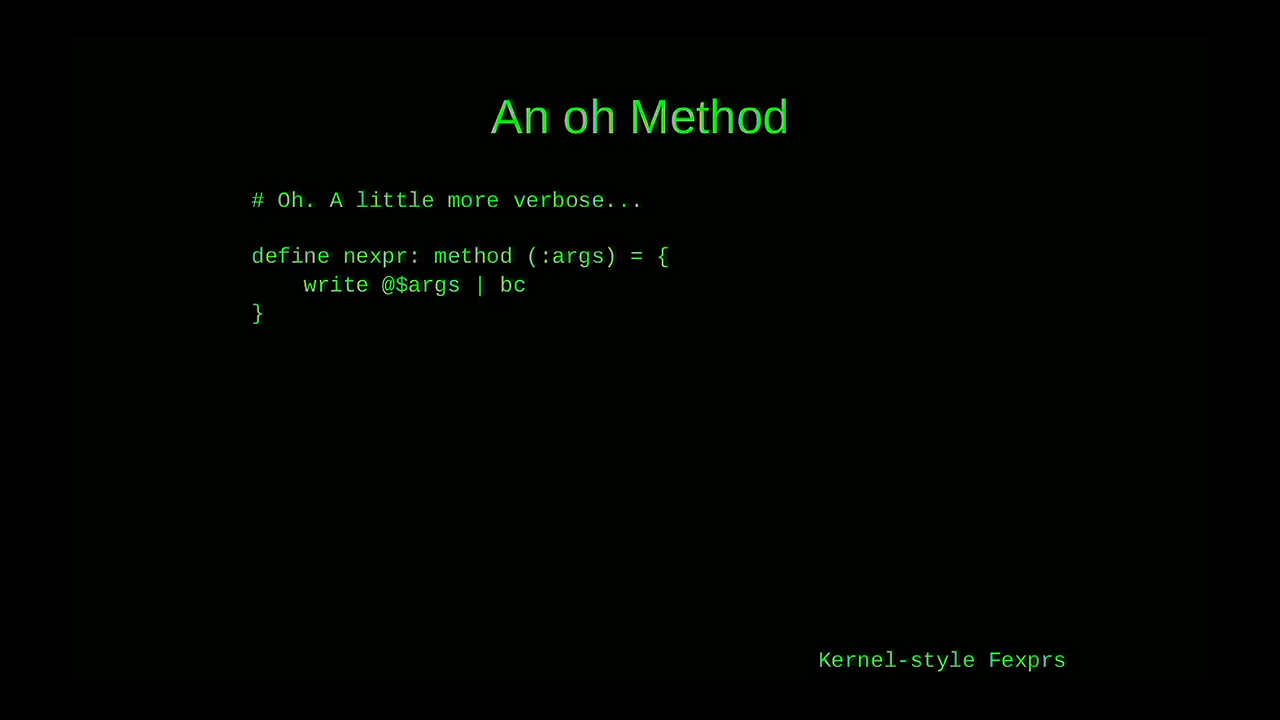 An oh Method
# Oh. A little more verbose...
define nexpr: method (:args) = {
    write @$args | bc
}
Kernel-style Fexprs